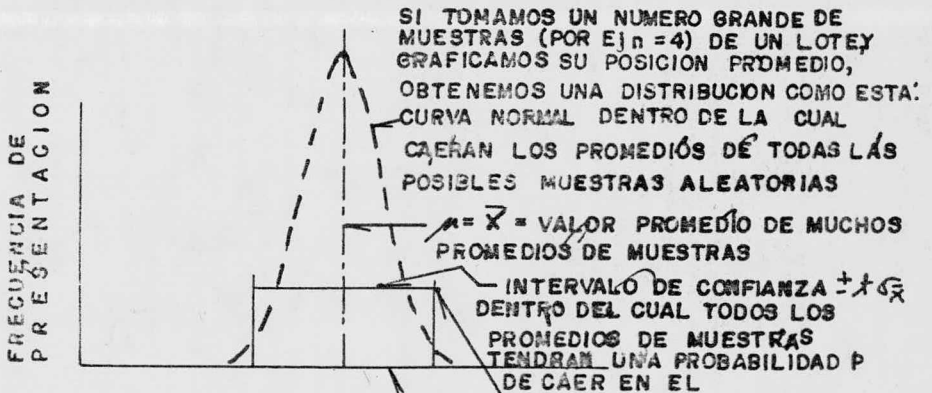 SI TOMAMOS UN NUMERO GRANDE DE
MUESTRAS (POR Ej n = 4) DE UN LOTE Y
GRAFICAMOS SU POSICION PROMEDIO,
OBTENEMOS UNA DISTRIBUCION COMO ESTA:
CURVA NORMAL DENTRO DE LA CUAL
CAERAN LOS PROMEDIÓS DE TODAS LAS
POSIBLES MUESTRAS ALEATORIAS
μ = X̿ = VALOR PROMEDIO DE MUCHOS
PROMEDIOS DE MUESTRAS
INTERVALO DE CONFIANZA ± t σx̄
DENTRO DEL CUAL TODOS LOS
PROMEDIOS DE MUESTRAS
TENDRAN UNA PROBABILIDAD P
DE CAER EN EL
FRECUENCIA DE
PRESENTACION